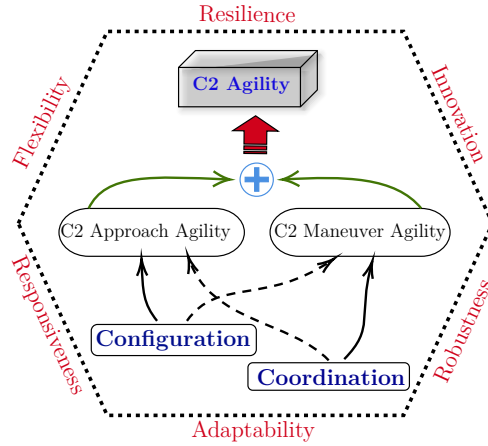 Resilience
C2 Agility
Flexibility
Innovation
C2 Approach Agility
C2 Maneuver Agility
Responsiveness
Robustness
Configuration
Coordination
Adaptability